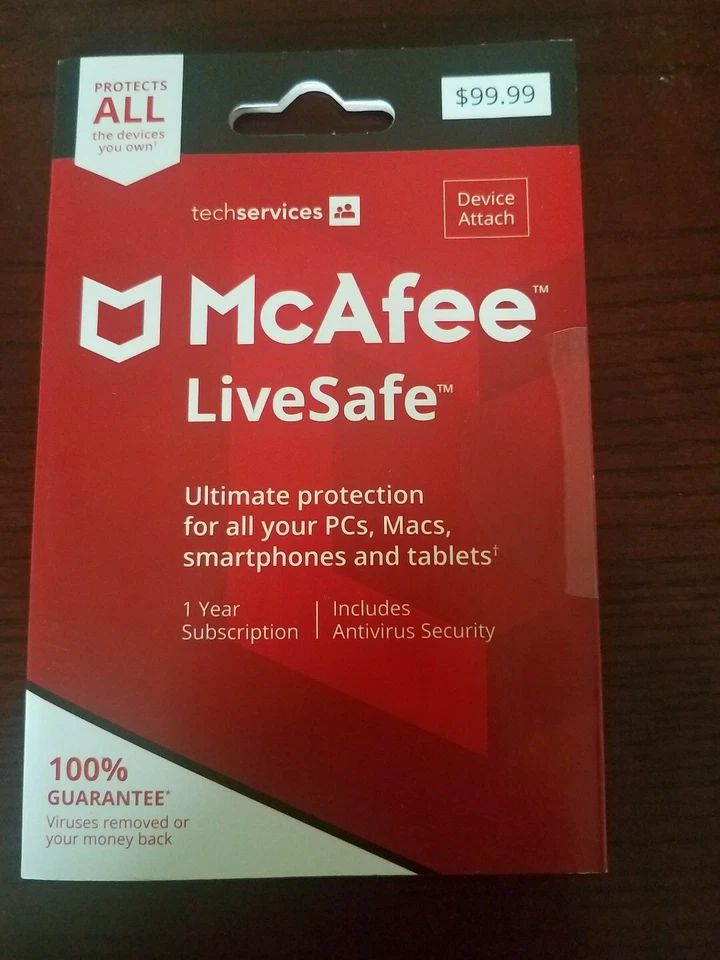 PROTECTS
ALL
the devices
you own†
$99.99
techservices
Device
Attach
McAfee™
LiveSafe™
Ultimate protection
for all your PCs, Macs,
smartphones and tablets†
1 Year
Subscription
Includes
Antivirus Security
100%
GUARANTEE*
Viruses removed or
your money back